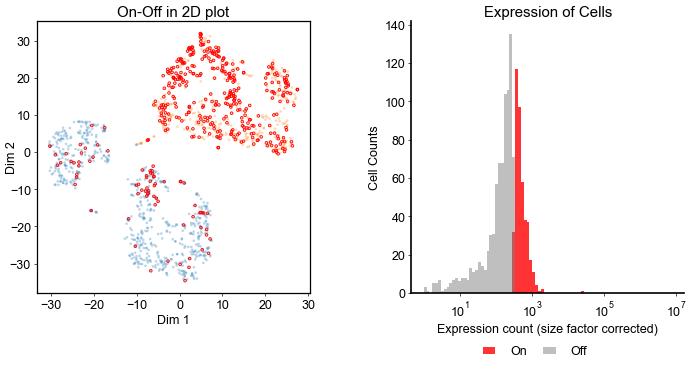 On-Off in 2D plot
30
20
10
0
−10
−20
−30
Dim 2
−30 −20 −10 0 10 20 30
Dim 1
Expression of Cells
140
120
100
80
60
40
20
0
Cell Counts
10^1 10^3 10^5 10^7
Expression count (size factor corrected)
On Off